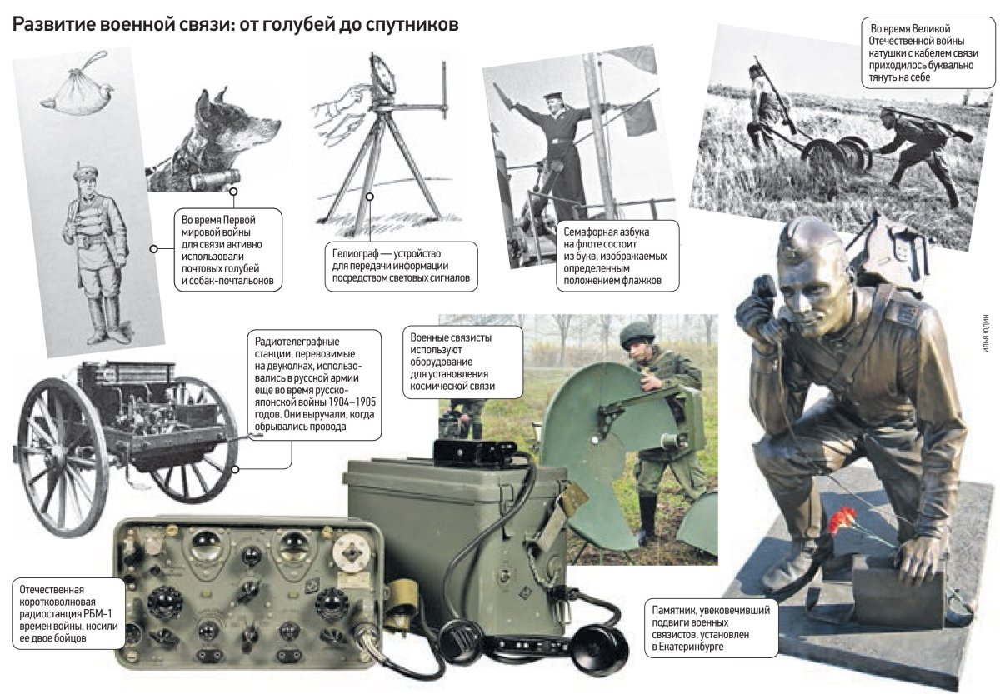 Развитие военной связи: от голубей до спутников
Во время Великой
Отечественной войны
катушки с кабелем связи
приходилось буквально
тянуть на себе
Во время Первой
мировой войны
для связи активно
использовали
почтовых голубей
и собак-почтальонов
Гелиограф — устройство
для передачи информации
посредством световых сигналов
Семафорная азбука
на флоте состоит
из букв, изображаемых
определенным
положением флажков
ИЛЬЯ ЮДИН
Радиотелеграфные
станции, перевозимые
на двуколках, использо-
вались в русской армии
еще во время русско-
японской войны 1904–1905
годов. Они выручали, когда
обрывались провода
Военные связисты
используют
оборудование
для установления
космической связи
Отечественная
коротковолновая
радиостанция РБМ-1
времен войны, носили
ее двое бойцов
Памятник, увековечивший
подвиги военных
связистов, установлен
в Екатеринбурге